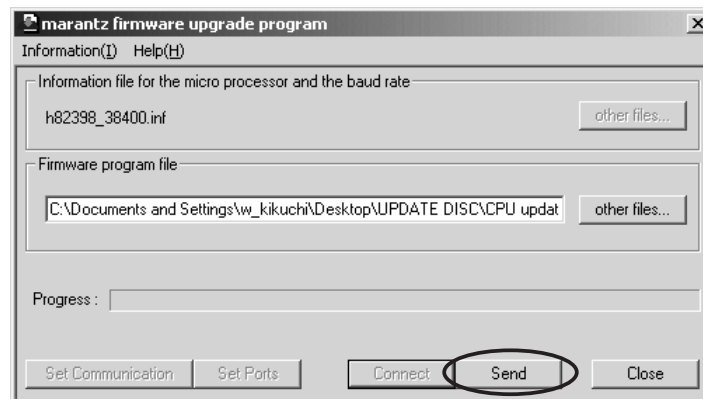 marantz firmware upgrade program
Information(I) Help(H)
Information file for the micro processor and the baud rate
h82398_38400.inf
other files...
Firmware program file
C:\Documents and Settings\w_kikuchi\Desktop\UPDATE DISC\CPU updat
other files...
Progress :
Set Communication Set Ports Connect Send Close